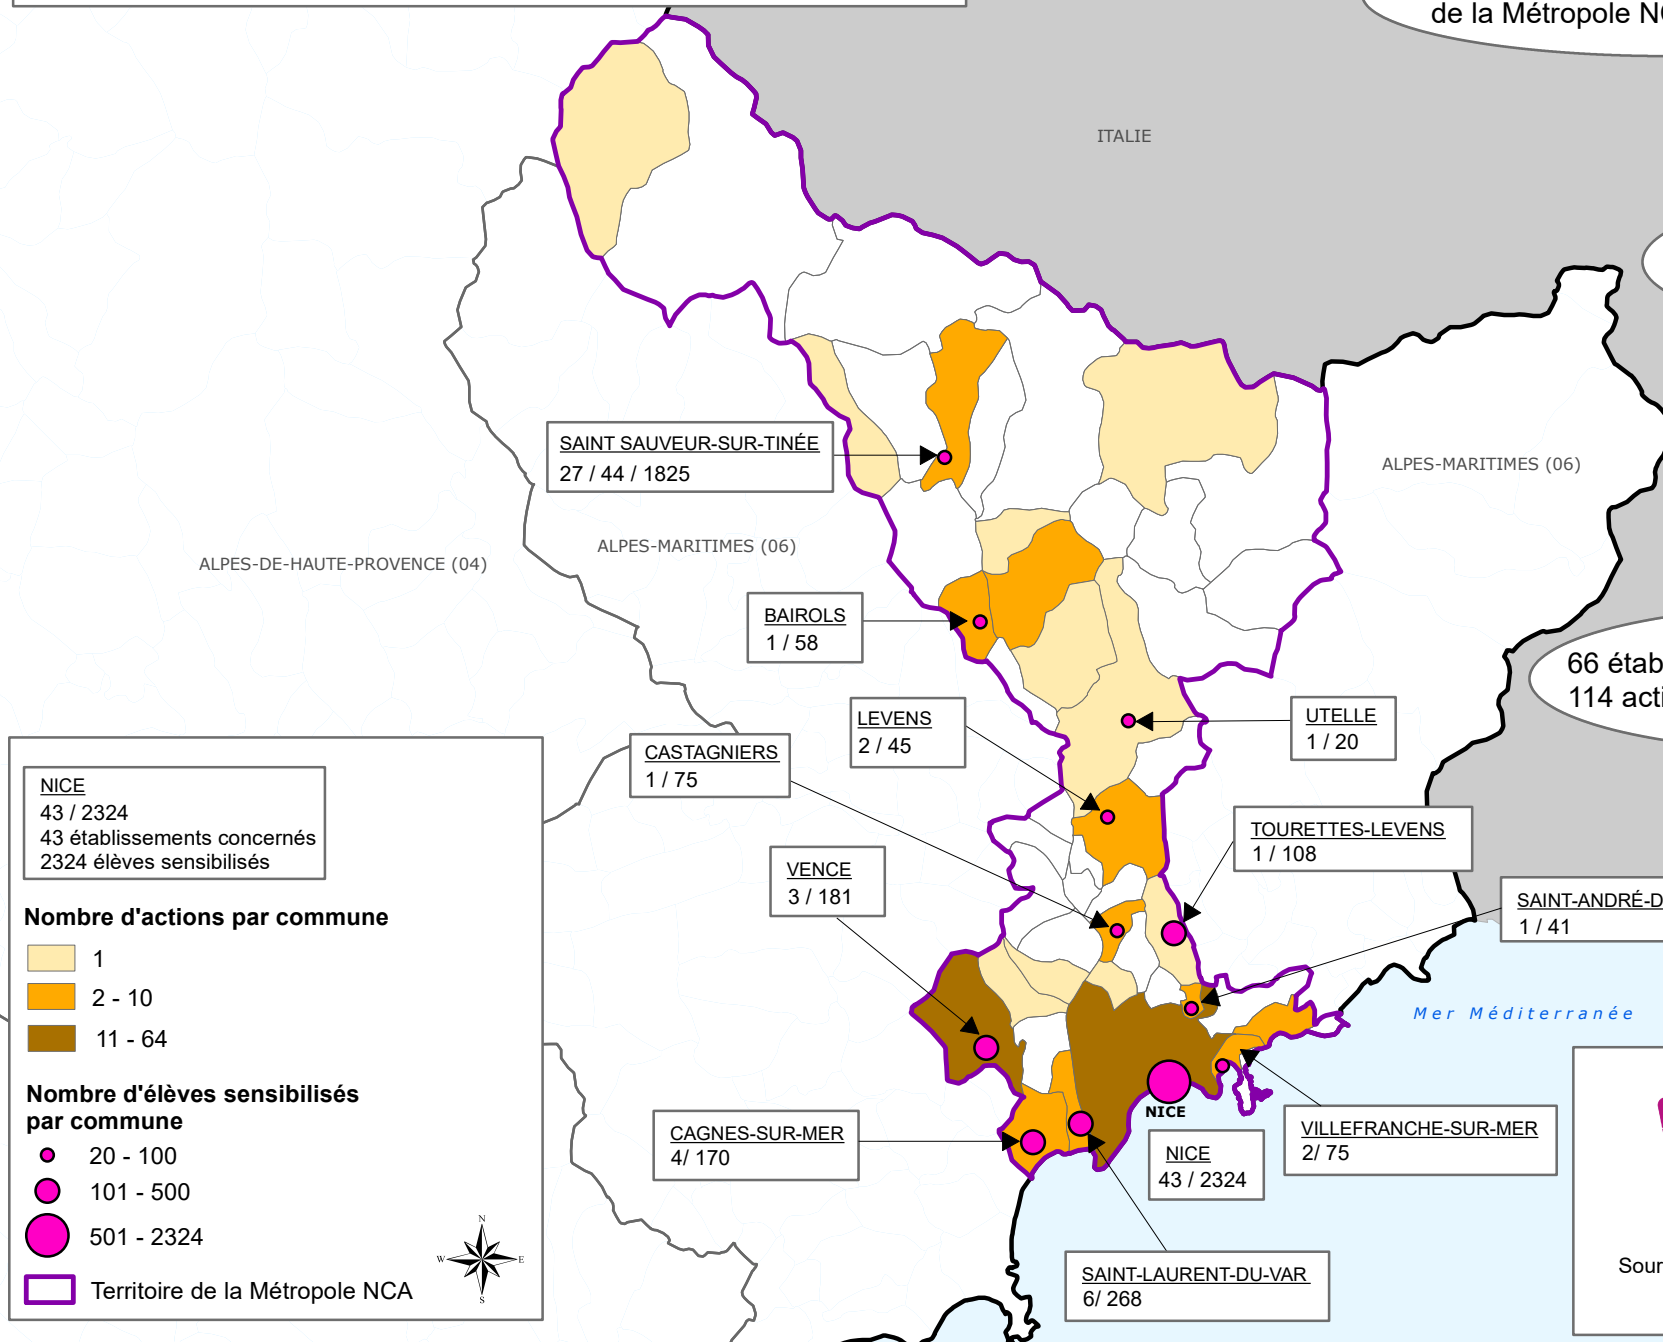 de la Métropole NC
ITALIE
SAINT SAUVEUR-SUR-TINÉE
27 / 44 / 1825
ALPES-MARITIMES (06)
ALPES-MARITIMES (06)
ALPES-DE-HAUTE-PROVENCE (04)
BAIROLS
1 / 58
66 étab
114 acti
LEVENS
2 / 45
UTELLE
1 / 20
CASTAGNIERS
1 / 75
NICE
43 / 2324
43 établissements concernés
2324 élèves sensibilisés
TOURETTES-LEVENS
1 / 108
VENCE
3 / 181
SAINT-ANDRÉ-D
1 / 41
Nombre d'actions par commune
1
2 - 10
11 - 64
Mer Méditerranée
Nombre d'élèves sensibilisés
par commune
20 - 100
101 - 500
501 - 2324
Territoire de la Métropole NCA
N
W
E
S
NICE
CAGNES-SUR-MER
4/ 170
VILLEFRANCHE-SUR-MER
2/ 75
NICE
43 / 2324
SAINT-LAURENT-DU-VAR
6/ 268
Sour